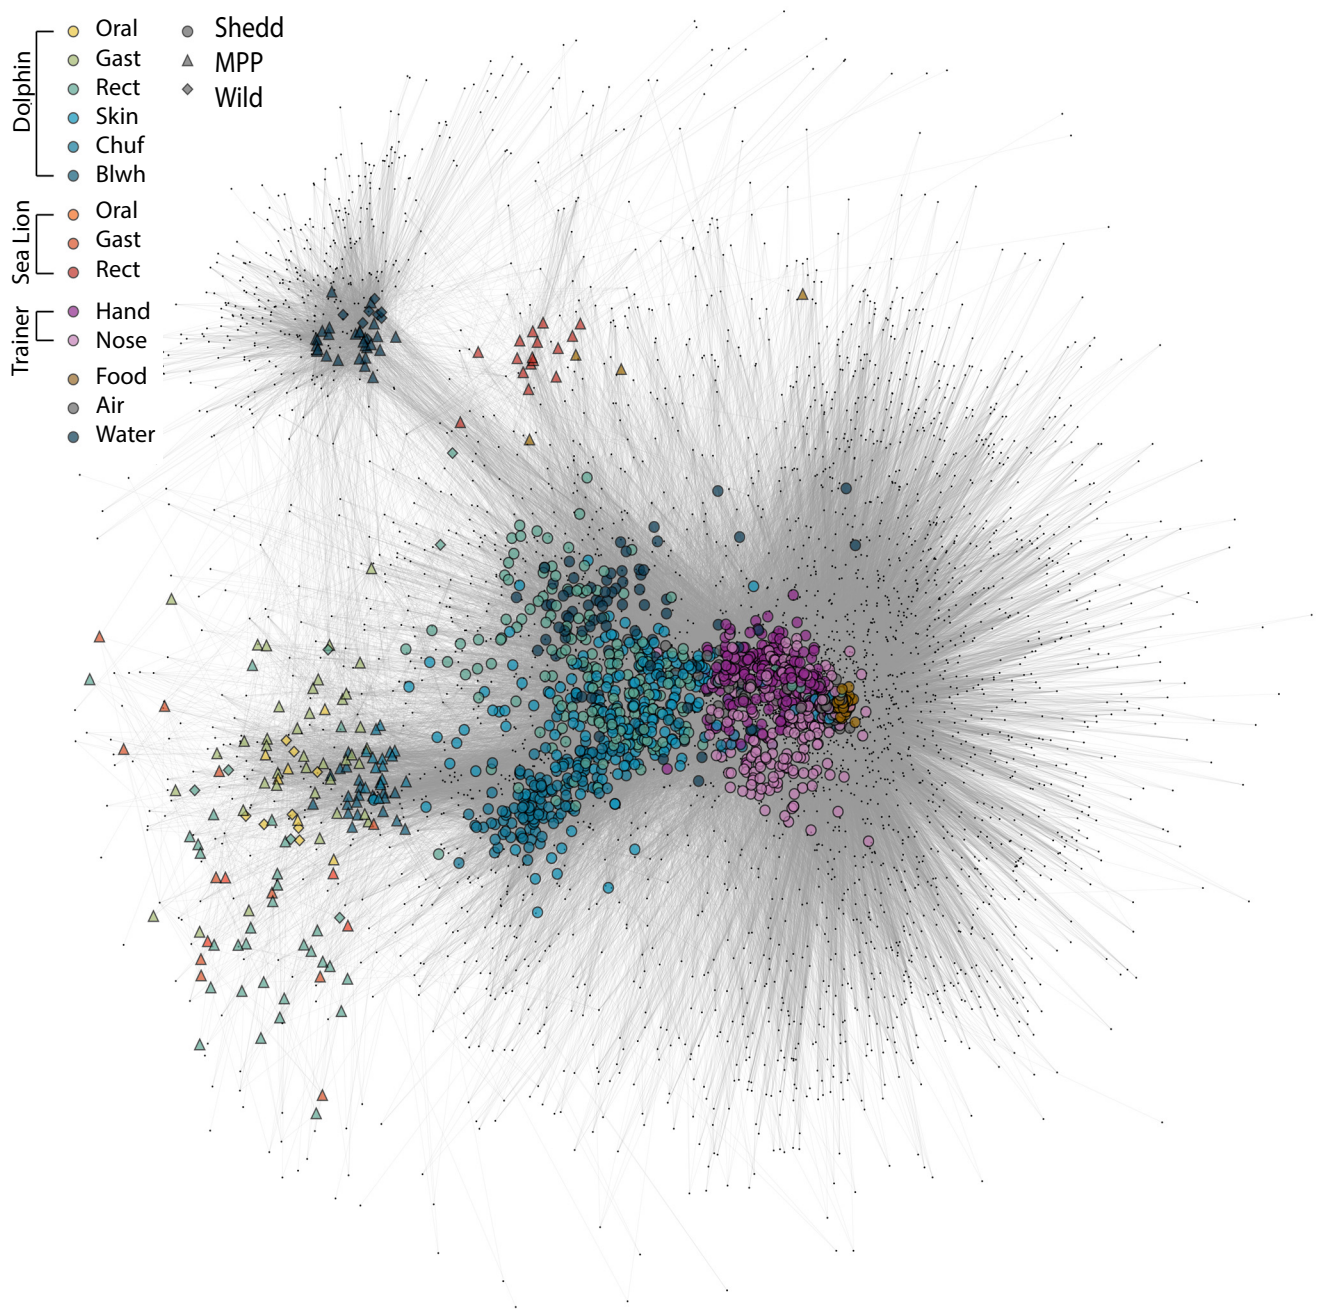 Dolphin
Oral
Gast
Rect
Skin
Chuf
Blwh
Sea Lion
Oral
Gast
Rect
Trainer
Hand
Nose
Food
Air
Water
Shedd
MPP
Wild